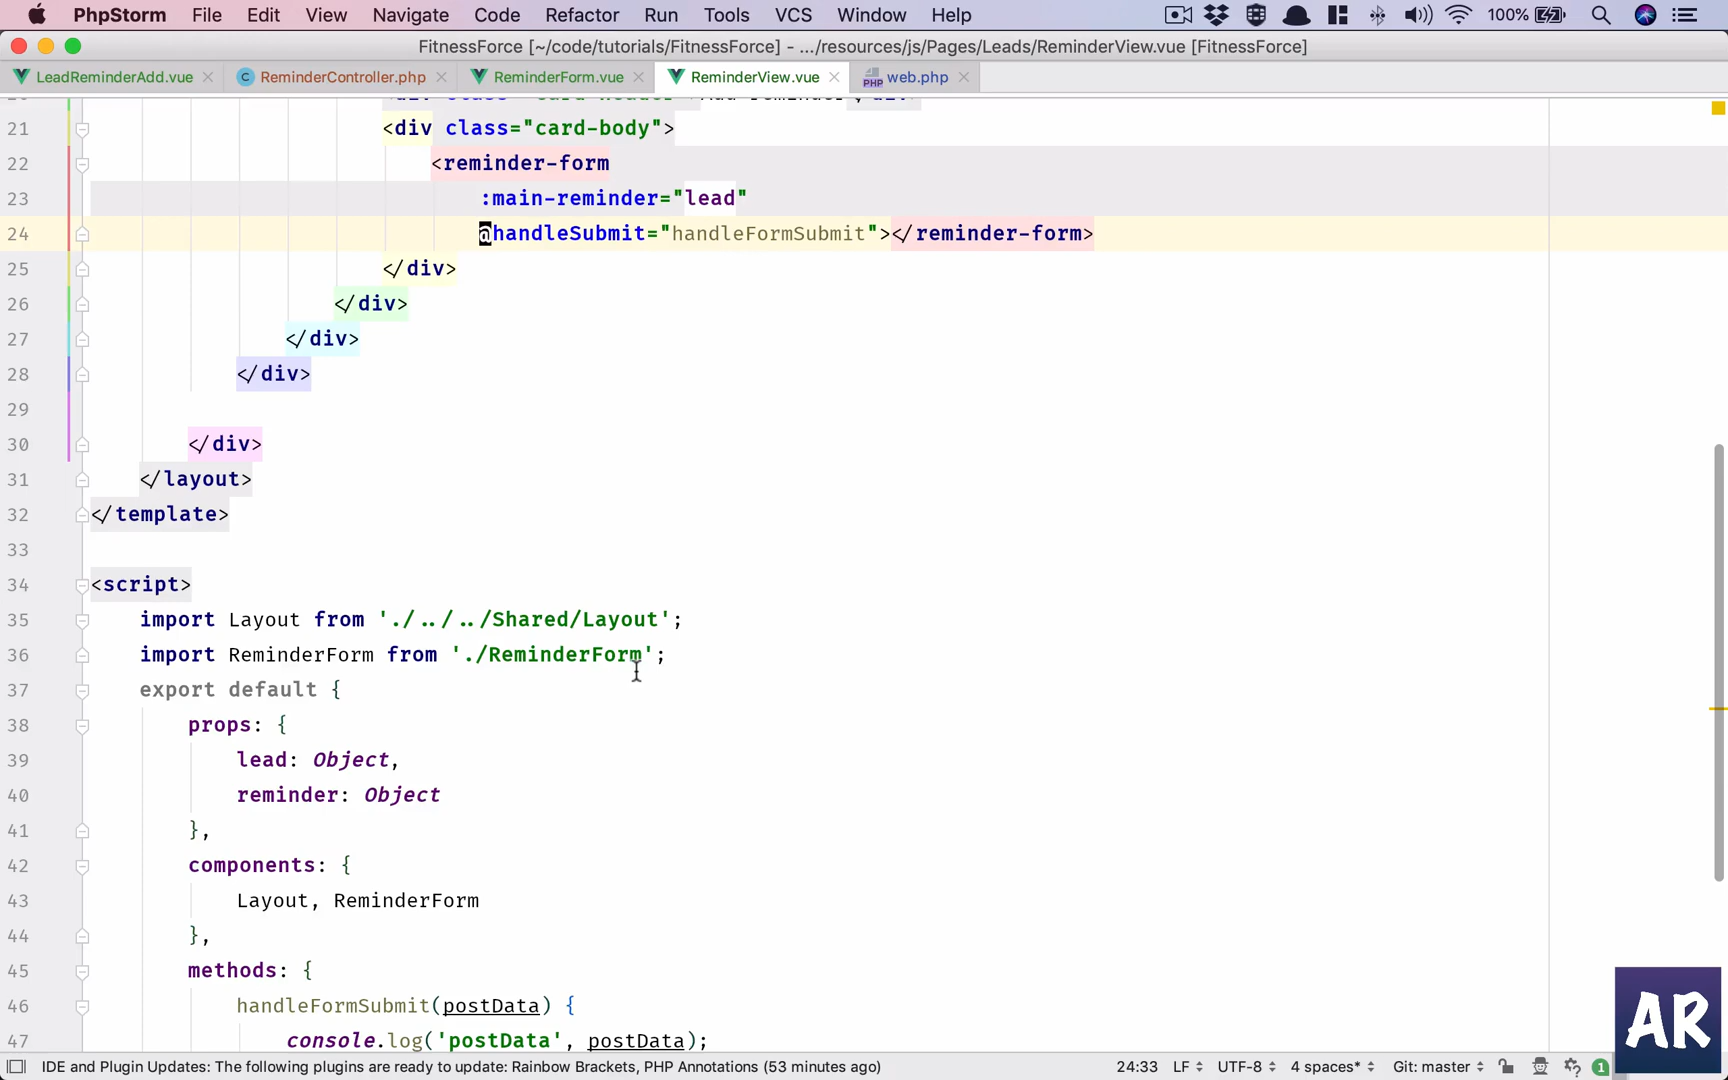 PhpStorm File Edit View Navigate Code Refactor Run Tools VCS Window Help 100%
FitnessForce [~/code/tutorials/FitnessForce] - .../resources/js/Pages/Leads/ReminderView.vue [FitnessForce]
LeadReminderAdd.vue ReminderController.php ReminderForm.vue ReminderView.vue web.php
21 <div class="card-body">
22 <reminder-form
23 :main-reminder="lead"
24 @handleSubmit="handleFormSubmit"></reminder-form>
25 </div>
26 </div>
27 </div>
28 </div>
29
30 </div>
31 </layout>
32 </template>
33
34 <script>
35 import Layout from './../../Shared/Layout';
36 import ReminderForm from './ReminderForm';
37 export default {
38 props: {
39 lead: Object,
40 reminder: Object
41 },
42 components: {
43 Layout, ReminderForm
44 },
45 methods: {
46 handleFormSubmit(postData) {
47 console.log('postData', postData);
AR
IDE and Plugin Updates: The following plugins are ready to update: Rainbow Brackets, PHP Annotations (53 minutes ago) 24:33 LF UTF-8 4 spaces* Git: master 1